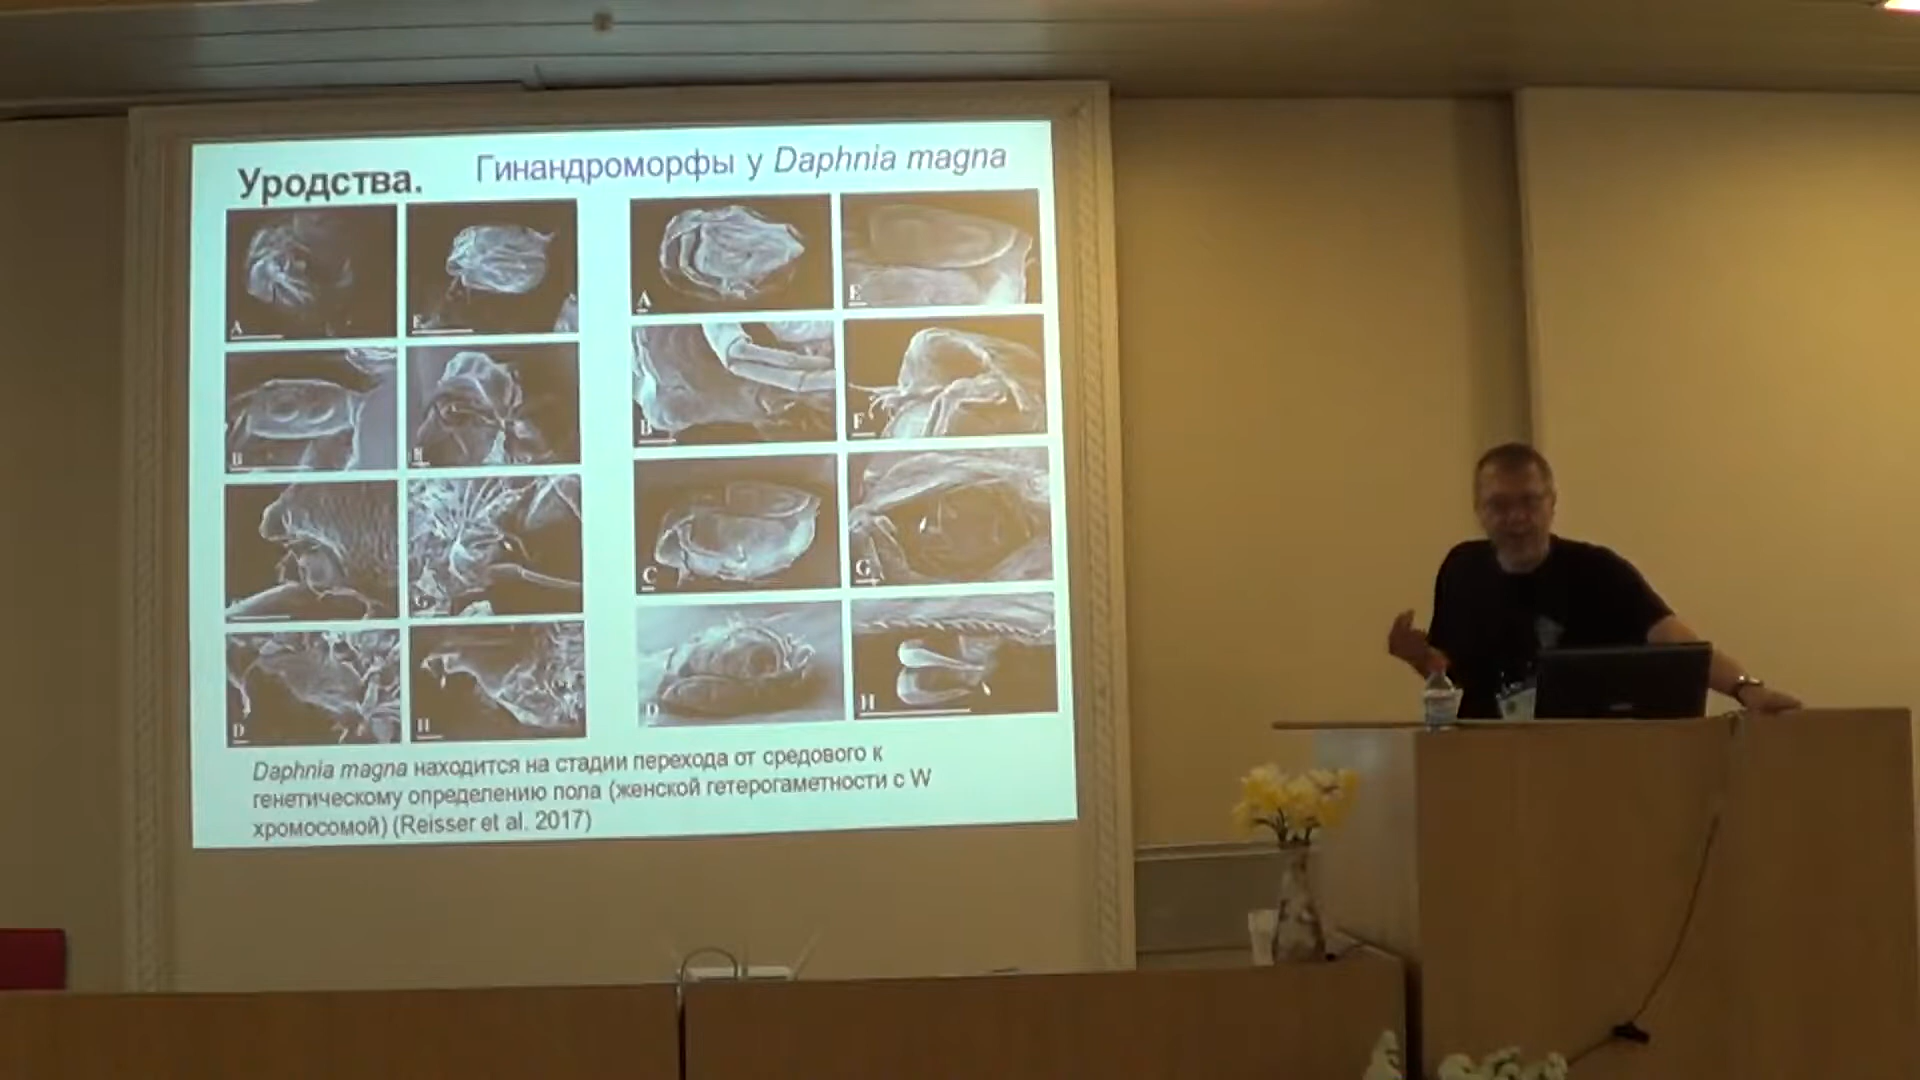 Уродства. Гинандроморфы у Daphnia magna
A E A E
B B F
C G
G
D H D H
Daphnia magna находится на стадии перехода от средового к
генетическому определению пола (женской гетерогаметности с W
хромосомой) (Reisser et al. 2017)